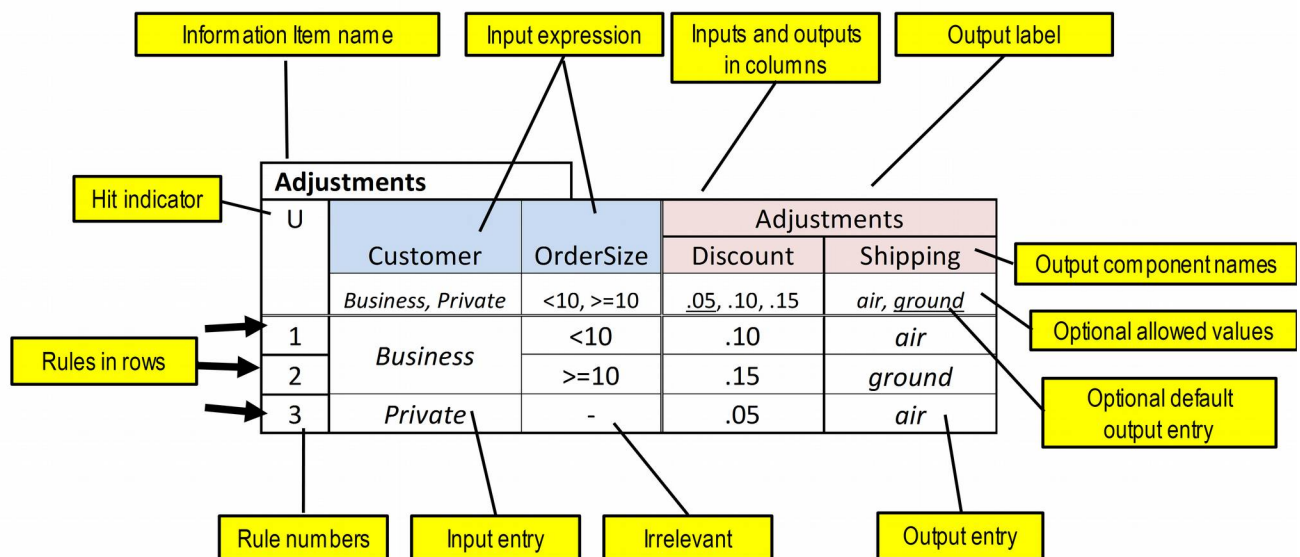 Information Item name
Input expression
Inputs and outputs
in columns
Output label
Hit indicator
Adjustments
U
Customer
OrderSize
Adjustments
Discount
Shipping
Output component names
Business, Private
<10, >=10
.05, .10, .15
air, ground
Optional allowed values
Rules in rows
1
Business
<10
.10
air
2
>=10
.15
ground
3
Private
-
.05
air
Optional default
output entry
Rule numbers
Input entry
Irrelevant
Output entry